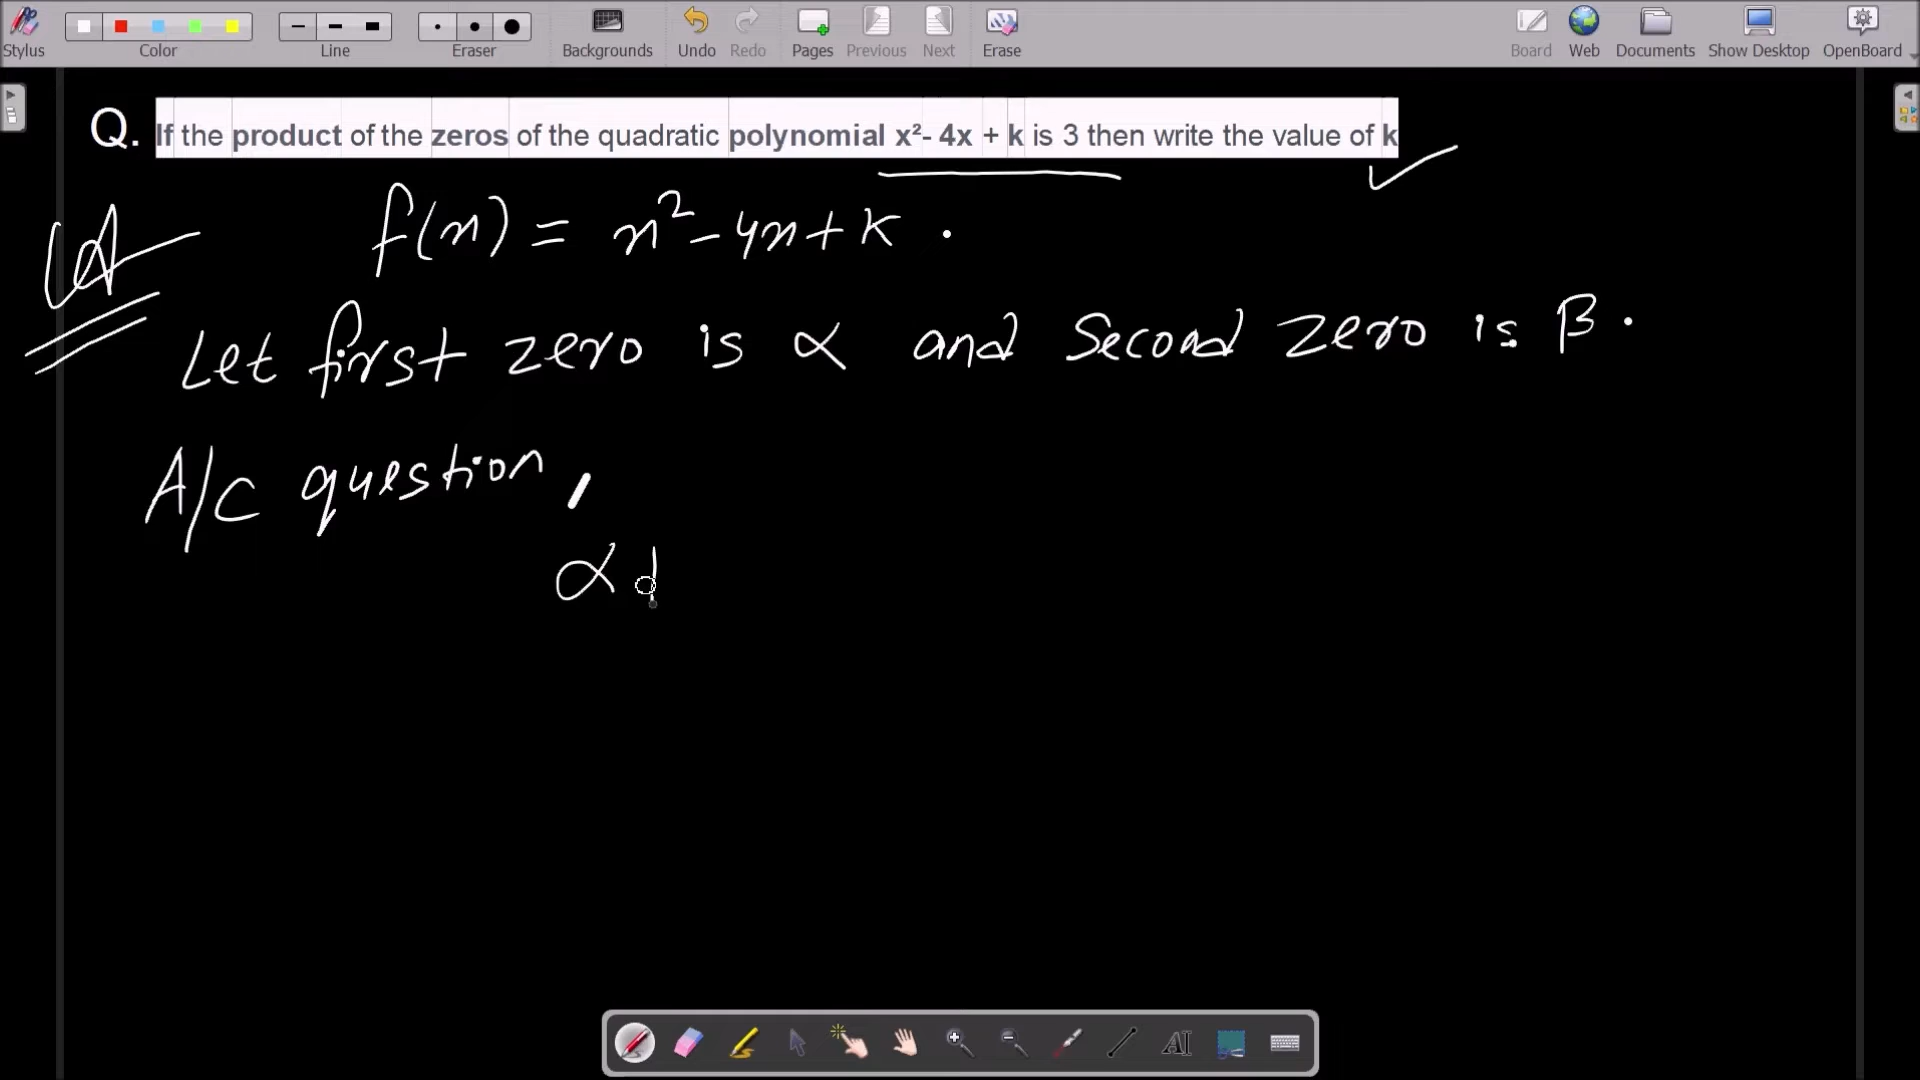 Stylus Color Line Eraser Backgrounds Undo Redo Pages Previous Next Erase Board Web Documents Show Desktop OpenBoard
Q. If the product of the zeros of the quadratic polynomial x²- 4x + k is 3 then write the value of k
f(x) = x² - 4x + k .
Let first zero is α and Second zero is β .
A/C question ,
α
AI